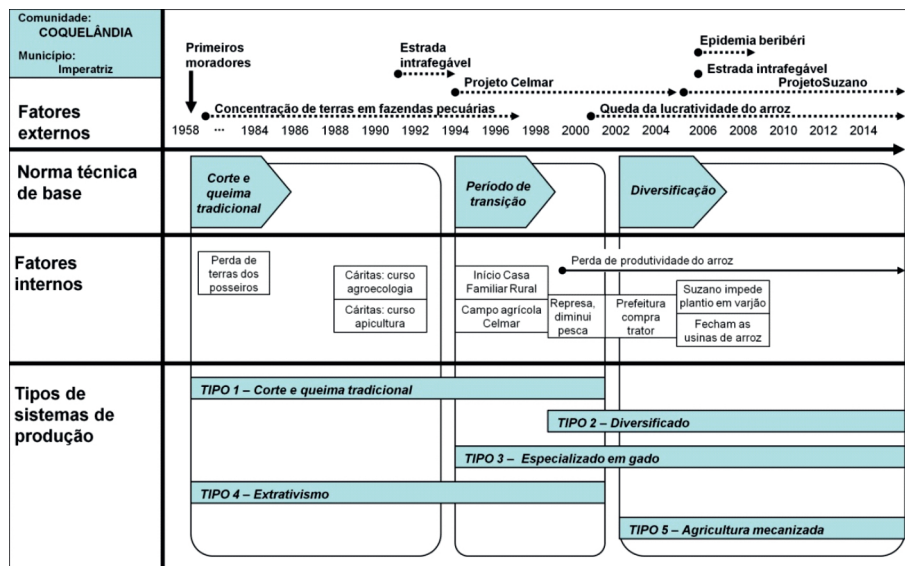 Comunidade:
COQUELÂNDIA
Município:
Imperatriz
Primeiros
moradores
Estrada
intrafegável
Epidemia beribéri
Estrada intrafegável
Projeto Celmar
ProjetoSuzano
Concentração de terras em fazendas pecuárias
Queda da lucratividade do arroz
Fatores
externos
1958 ... 1984 1986 1988 1990 1992 1994 1996 1998 2000 2002 2004 2006 2008 2010 2012 2014
Norma técnica
de base
Corte e
queima
tradicional
Período de
transição
Diversificação
Fatores
internos
Perda de
terras dos
posseiros
Cáritas: curso
agroecologia
Cáritas: curso
apicultura
Início Casa
Familiar Rural
Campo agrícola
Celmar
Represa,
diminui
pesca
Prefeitura
compra
trator
Perda de produtividade do arroz
Suzano impede
plantio em varjão
Fecham as
usinas de arroz
Tipos de
sistemas de
produção
TIPO 1 – Corte e queima tradicional
TIPO 2 – Diversificado
TIPO 3 – Especializado em gado
TIPO 4 – Extrativismo
TIPO 5 – Agricultura mecanizada